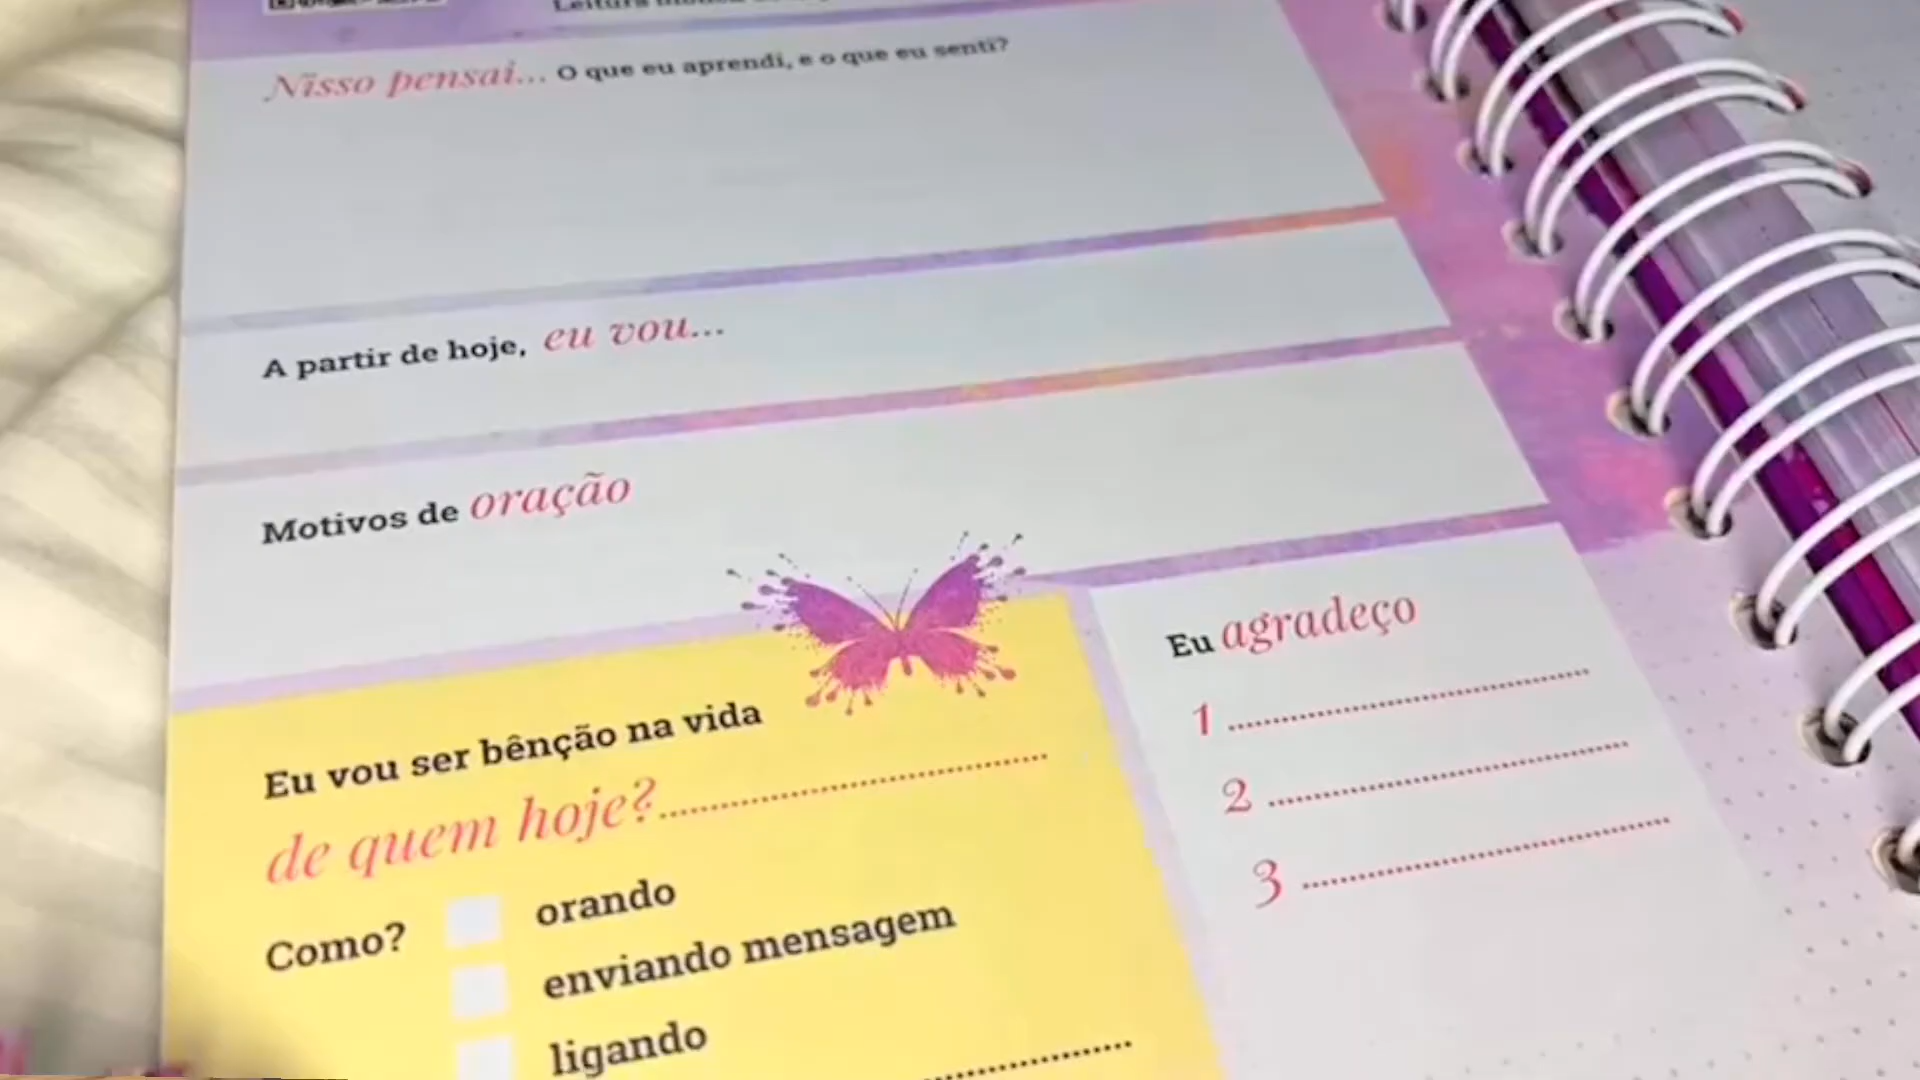 Leitura
Nisso pensai... O que eu aprendi, e o que eu senti?
A partir de hoje, eu vou...
Motivos de oração
Eu vou ser bênção na vida
de quem hoje?
Como?
orando
enviando mensagem
ligando
Eu agradeço
1
2
3